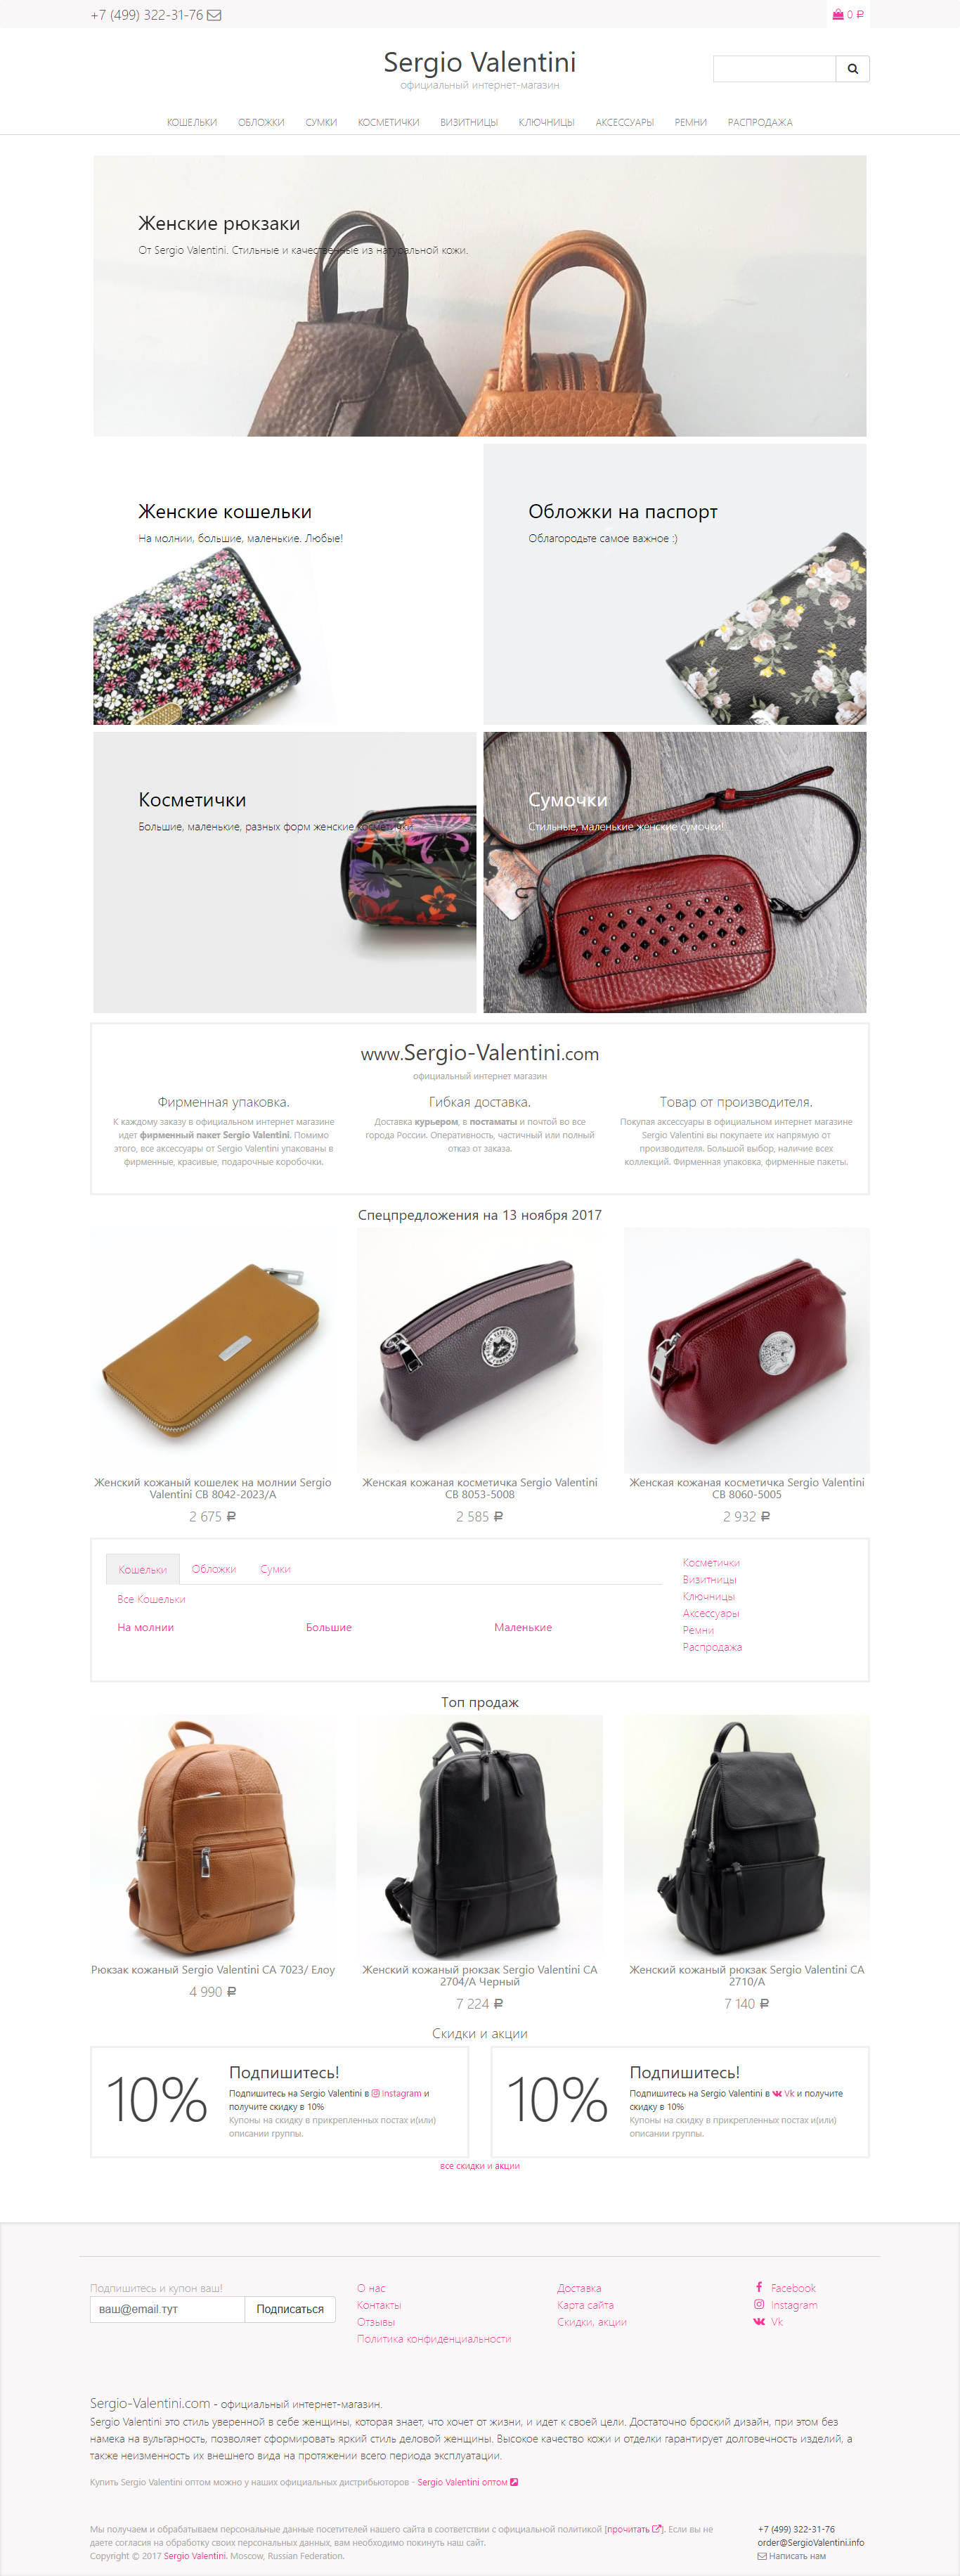 +7 (499) 322-31-76
0 ₽
Sergio Valentini
официальный интернет-магазин
КОШЕЛЬКИ ОБЛОЖКИ СУМКИ КОСМЕТИЧКИ ВИЗИТНИЦЫ КЛЮЧНИЦЫ АКСЕССУАРЫ РЕМНИ РАСПРОДАЖА
Женские рюкзаки
От Sergio Valentini. Стильные и качественные из натуральной кожи.
Женские кошельки
На молнии, большие, маленькие. Любые!
Обложки на паспорт
Облагородьте самое важное :)
Косметички
Большие, маленькие, разных форм женские косметички
Сумочки
Стильные, маленькие женские сумочки!
www.Sergio-Valentini.com
официальный интернет магазин
Фирменная упаковка.
К каждому заказу в официальном интернет магазине
идет фирменный пакет Sergio Valentini. Помимо
этого, все аксессуары от Sergio Valentini упакованы в
фирменные, красивые, подарочные коробочки.
Гибкая доставка.
Доставка курьером, в постаматы и почтой во все
города России. Оперативность, частичный или полный
отказ от заказа.
Товар от производителя.
Покупая аксессуары в официальном интернет магазине
Sergio Valentini вы покупаете их напрямую от
производителя. Большой выбор, наличие всех
коллекций. Фирменная упаковка, фирменные пакеты.
Спецпредложения на 13 ноября 2017
Женский кожаный кошелек на молнии Sergio
Valentini СВ 8042-2023/А
2 675 ₽
Женская кожаная косметичка Sergio Valentini
СВ 8053-5008
2 585 ₽
Женская кожаная косметичка Sergio Valentini
СВ 8060-5005
2 932 ₽
Кошельки Обложки Сумки
Все Кошельки
На молнии Большие Маленькие
Косметички
Визитницы
Ключницы
Аксессуары
Ремни
Распродажа
Топ продаж
Рюкзак кожаный Sergio Valentini СА 7023/ Елоу
4 990 ₽
Женский кожаный рюкзак Sergio Valentini СА
2704/А Черный
7 224 ₽
Женский кожаный рюкзак Sergio Valentini СА
2710/А
7 140 ₽
Скидки и акции
10%
Подпишитесь!
Подпишитесь на Sergio Valentini в Instagram и
получите скидку в 10%
Купоны на скидку в прикрепленных постах и(или)
описании группы.
10%
Подпишитесь!
Подпишитесь на Sergio Valentini в Vk и получите
скидку в 10%
Купоны на скидку в прикрепленных постах и(или)
описании группы.
все скидки и акции
Подпишитесь и купон ваш!
ваш@email.тут Подписаться
О нас
Контакты
Отзывы
Политика конфиденциальности
Доставка
Карта сайта
Скидки, акции
Facebook
Instagram
Vk
Sergio-Valentini.com - официальный интернет-магазин.
Sergio Valentini это стиль уверенной в себе женщины, которая знает, что хочет от жизни, и идет к своей цели. Достаточно броский дизайн, при этом без
намека на вульгарность, позволяет сформировать яркий стиль деловой женщины. Высокое качество кожи и отделки гарантирует долговечность изделий, а
также неизменность их внешнего вида на протяжении всего периода эксплуатации.
Купить Sergio Valentini оптом можно у наших официальных дистрибьюторов - Sergio Valentini оптом
Мы получаем и обрабатываем персональные данные посетителей нашего сайта в соответствии с официальной политикой [прочитать]. Если вы не
даете согласия на обработку своих персональных данных, вам необходимо покинуть наш сайт.
Copyright © 2017 Sergio Valentini. Moscow, Russian Federation.
+7 (499) 322-31-76
order@SergioValentini.info
Написать нам